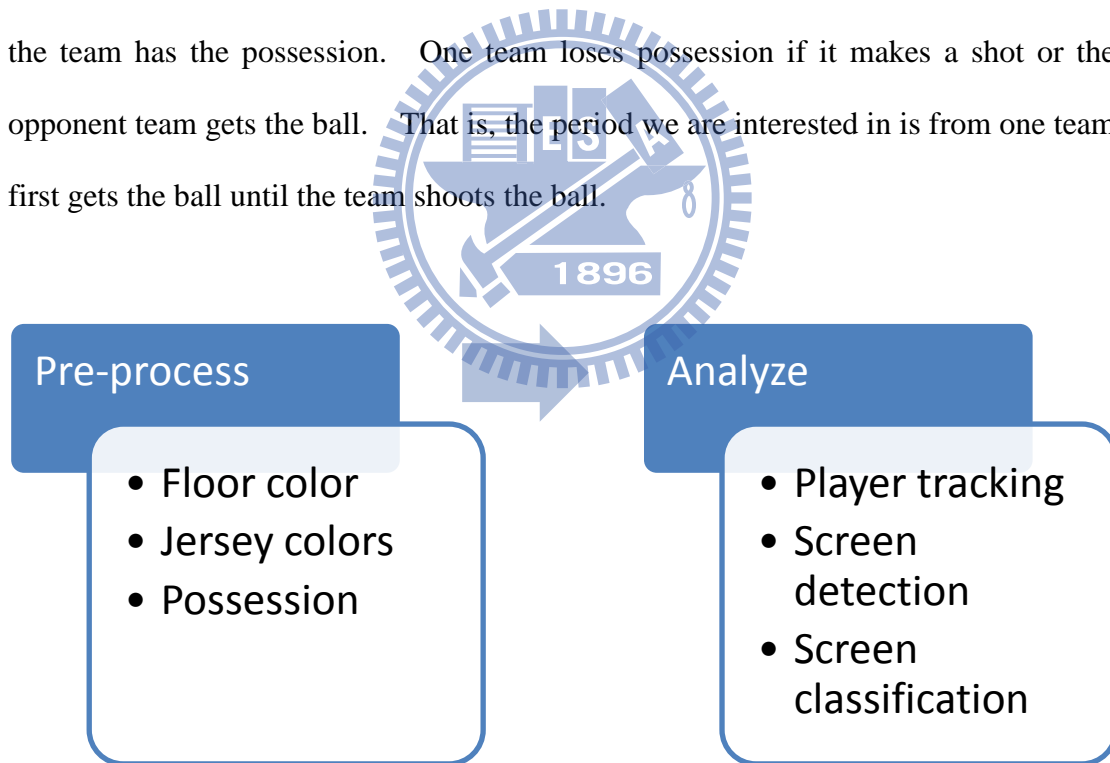 the team has the possession. One team loses possession if it makes a shot or the
opponent team gets the ball. That is, the period we are interested in is from one team
first gets the ball until the team shoots the ball.
ES A
8
1896
Pre-process
• Floor color
• Jersey colors
• Possession
Analyze
• Player tracking
• Screen
detection
• Screen
classification